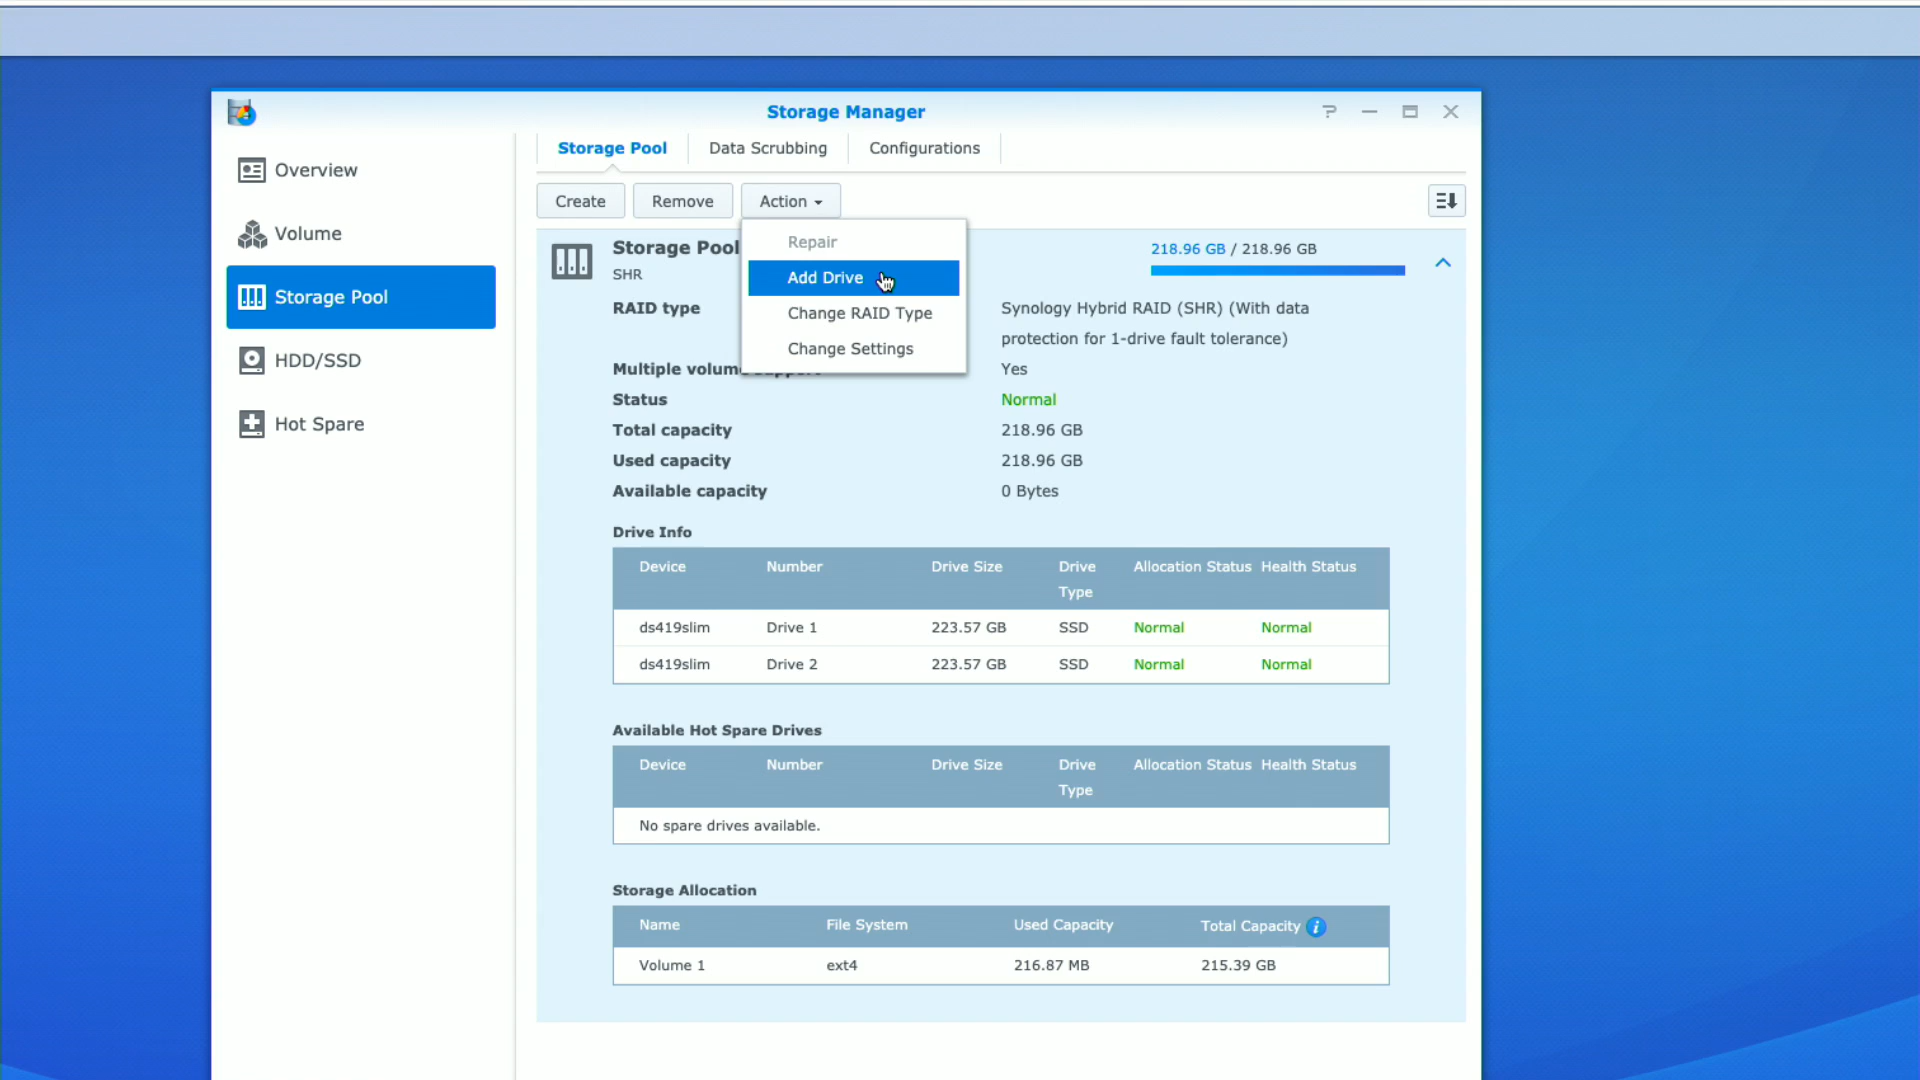 Storage Manager
Overview
Volume
Storage Pool
HDD/SSD
Hot Spare
Storage Pool
Data Scrubbing
Configurations
Create
Remove
Action
Repair
Add Drive
Change RAID Type
Change Settings
Storage Pool
218.96 GB / 218.96 GB
SHR
RAID type
Synology Hybrid RAID (SHR) (With data
protection for 1-drive fault tolerance)
Multiple volume
Yes
Status
Normal
Total capacity
218.96 GB
Used capacity
218.96 GB
Available capacity
0 Bytes
Drive Info
Device Number Drive Size Drive Type Allocation Status Health Status
ds419slim Drive 1 223.57 GB SSD Normal Normal
ds419slim Drive 2 223.57 GB SSD Normal Normal
Available Hot Spare Drives
Device Number Drive Size Drive Type Allocation Status Health Status
No spare drives available.
Storage Allocation
Name File System Used Capacity Total Capacity i
Volume 1 ext4 216.87 MB 215.39 GB